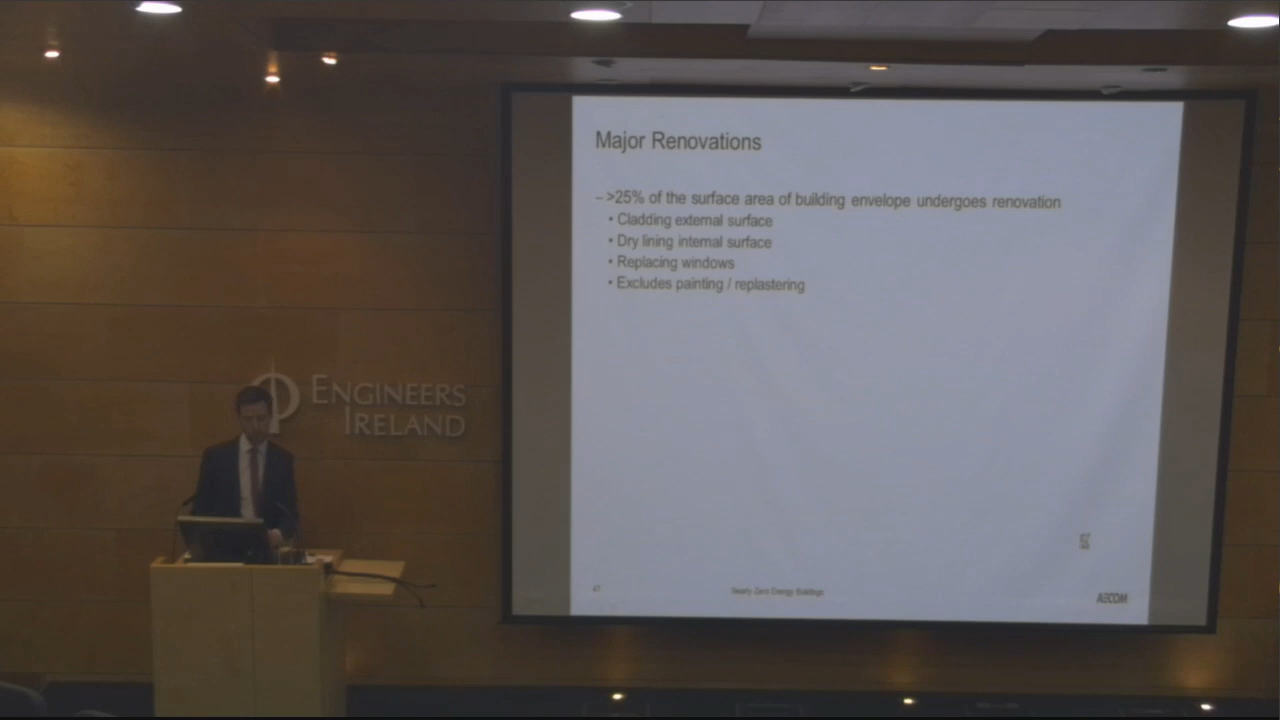 Major Renovations
– >25% of the surface area of building envelope undergoes renovation
• Cladding external surface
• Dry lining internal surface
• Replacing windows
• Excludes painting / replastering
ENGINEERS
IRELAND
47
Nearly Zero Energy Buildings
AECOM